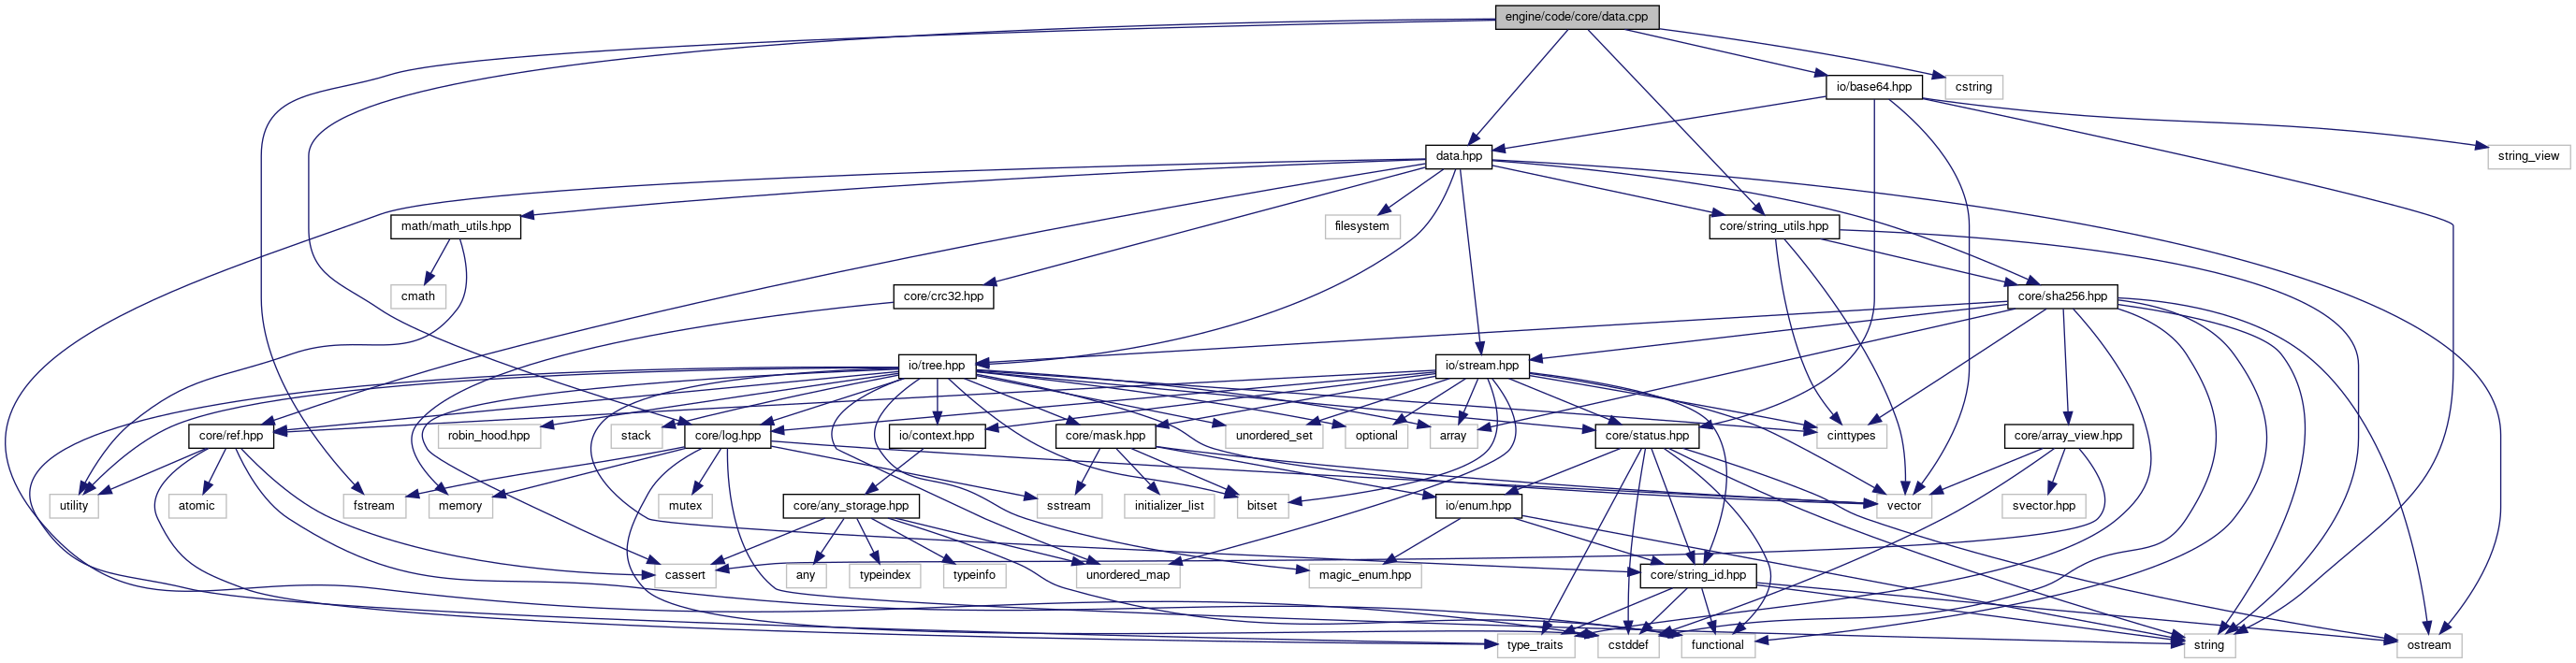 engine/code/core/data.cpp
io/base64.hpp
cstring
data.hpp
string_view
math/math_utils.hpp
filesystem
core/string_utils.hpp
cmath
core/crc32.hpp
core/sha256.hpp
io/tree.hpp
io/stream.hpp
core/ref.hpp
robin_hood.hpp
stack
core/log.hpp
io/context.hpp
core/mask.hpp
unordered_set
optional
array
core/status.hpp
cinttypes
core/array_view.hpp
utility
atomic
fstream
memory
mutex
core/any_storage.hpp
sstream
initializer_list
bitset
io/enum.hpp
vector
svector.hpp
cassert
any
typeindex
typeinfo
unordered_map
magic_enum.hpp
core/string_id.hpp
type_traits
cstddef
functional
string
ostream